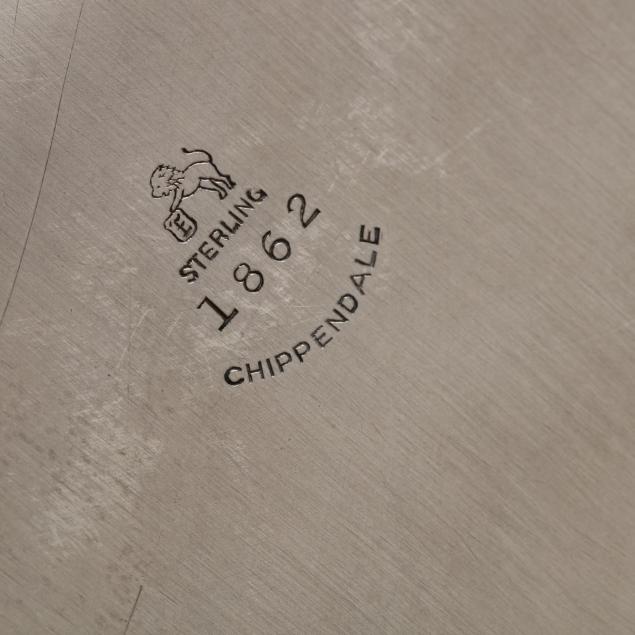 E
STERLING
1862
CHIPPENDALE